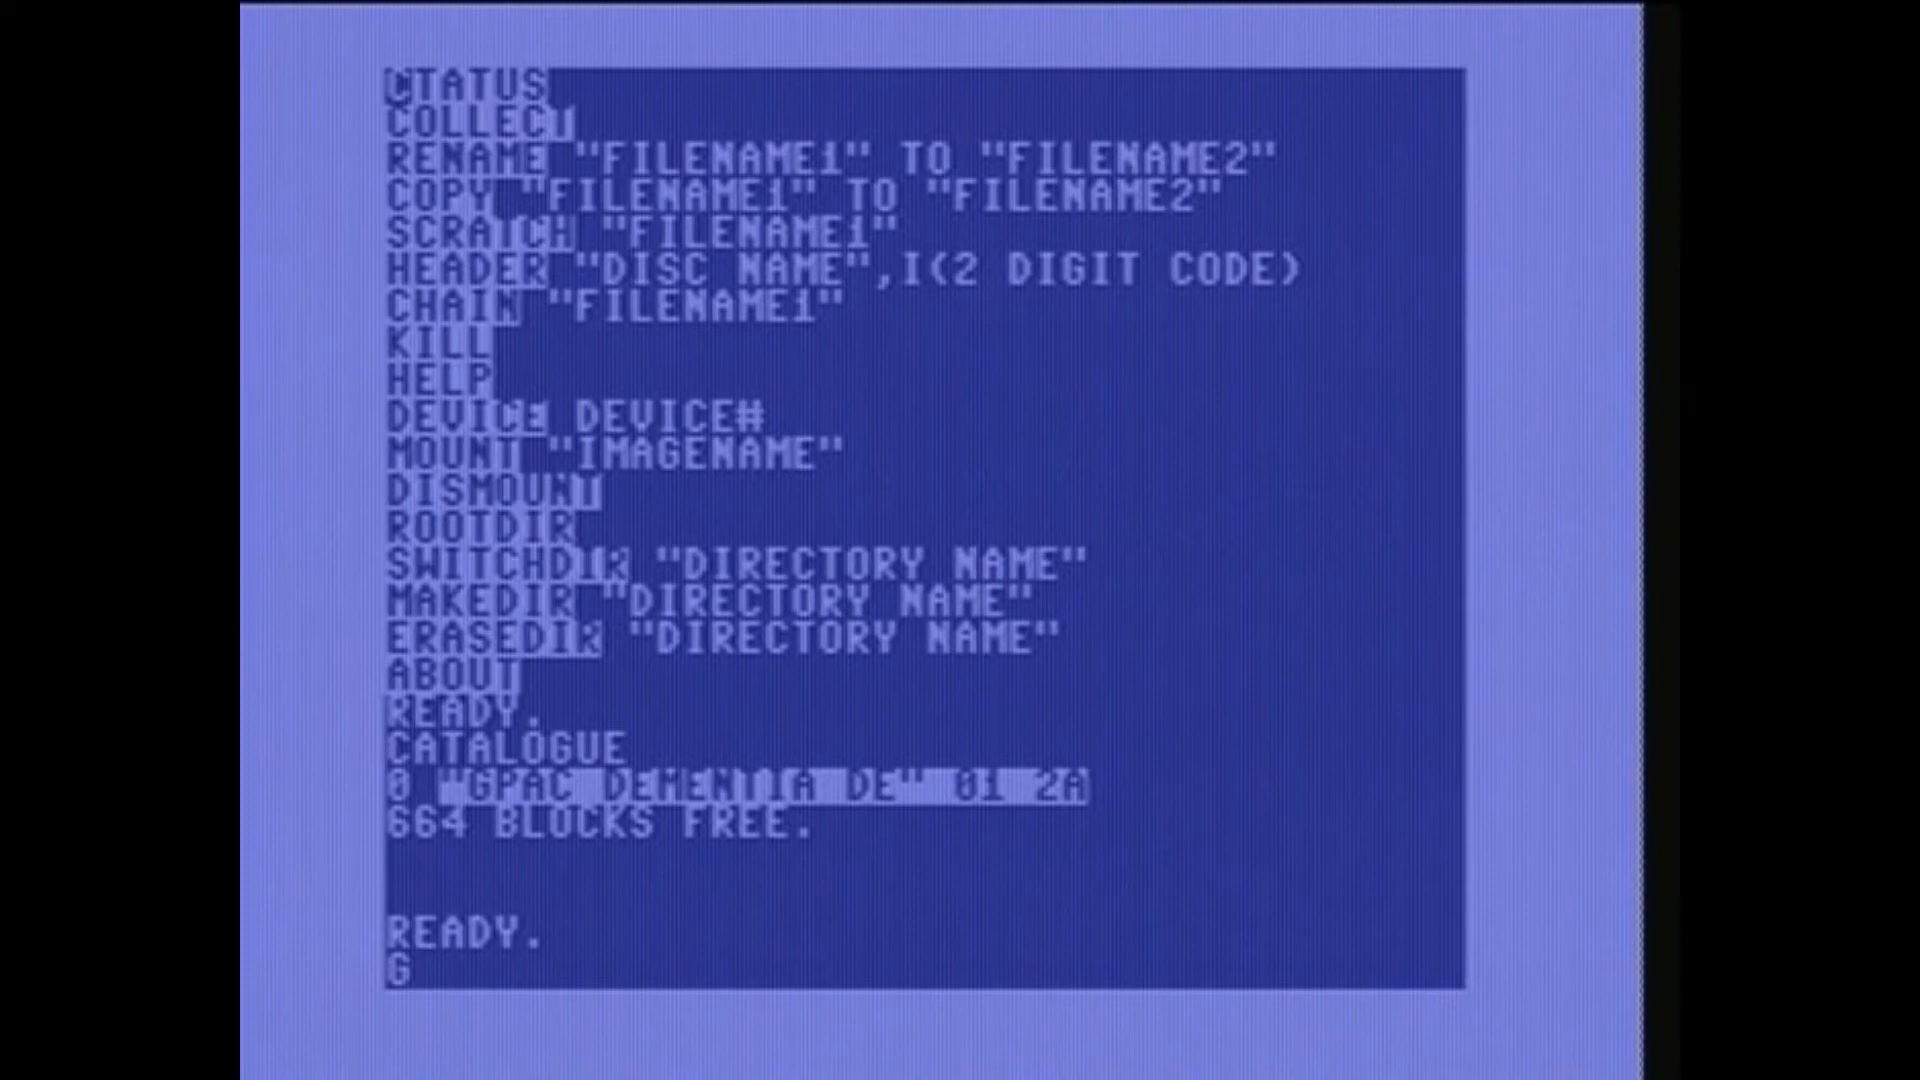 CTATUS
COLLECT
RENAME "FILENAME1" TO "FILENAME2"
COPY "FILENAME1" TO "FILENAME2"
SCRATCH "FILENAME1"
HEADER "DISC NAME",I(2 DIGIT CODE)
CHAIN "FILENAME1"
KILL
HELP
DEVICE DEVICE#
MOUNT "IMAGENAME"
DISMOUNT
ROOTDIR
SWITCHDIR "DIRECTORY NAME"
MAKEDIR "DIRECTORY NAME"
ERASEDIR "DIRECTORY NAME"
ABOUT
READY.
CATALOGUE
0 "GPAC DEMENTIA DE" 01 2A
664 BLOCKS FREE.
READY.
G